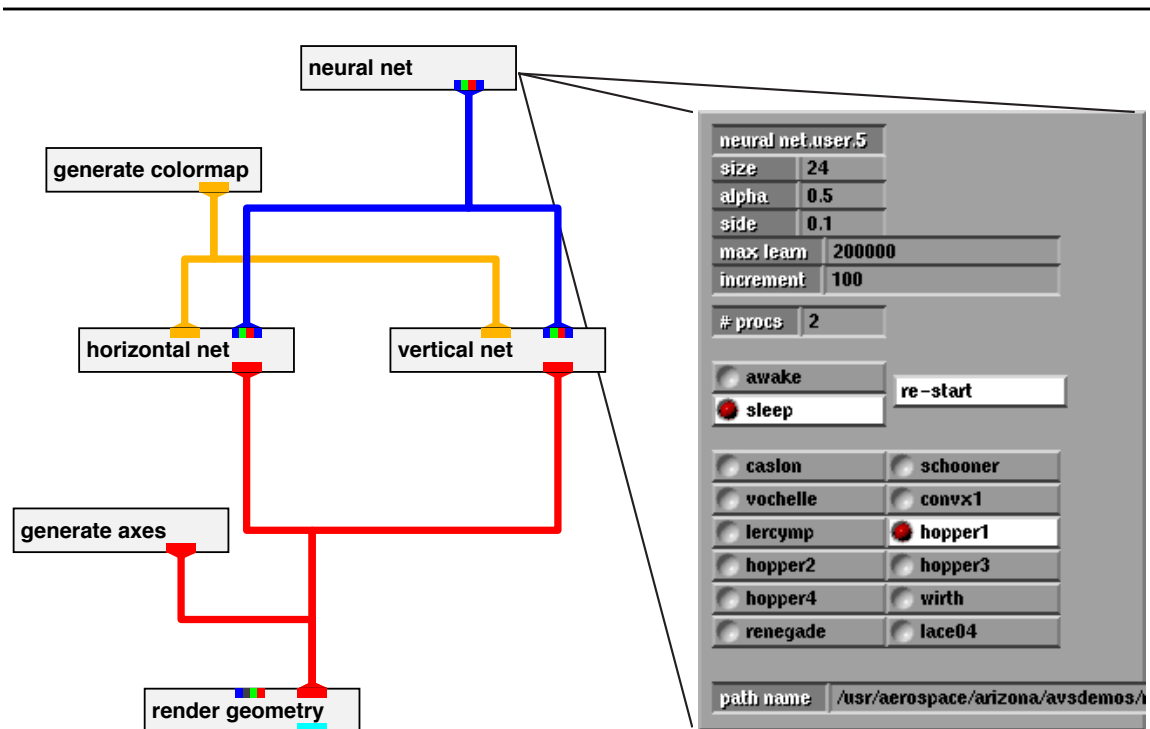 neural net
generate colormap
horizontal net
vertical net
generate axes
render geometry
neural net.user.5
size 24
alpha 0.5
side 0.1
max learn 200000
increment 100
# procs 2
awake
re-start
sleep
caslon schooner
vochelle convx1
lercymp hopper1
hopper2 hopper3
hopper4 wirth
renegade lace04
path name /usr/aerospace/arizona/avsdemos/